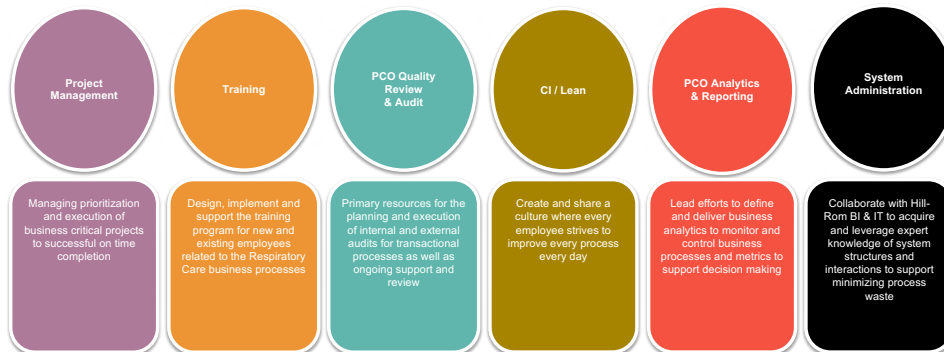 Project
Management
Training
PCO Quality
Review
& Audit
CI / Lean
PCO Analytics
& Reporting
System
Administration
Managing prioritization
and execution of
business critical projects
to successful on time
completion
Design, implement and
support the training
program for new and
existing employees
related to the Respiratory
Care business processes
Primary resources for the
planning and execution
of internal and external
audits for transactional
processes as well as
ongoing support and
review
Create and share a
culture where every
employee strives to
improve every process
every day
Lead efforts to define
and deliver business
analytics to monitor and
control business
processes and metrics to
support decision making
Collaborate with Hill-
Rom BI & IT to acquire
and leverage expert
knowledge of system
structures and
interactions to support
minimizing process
waste